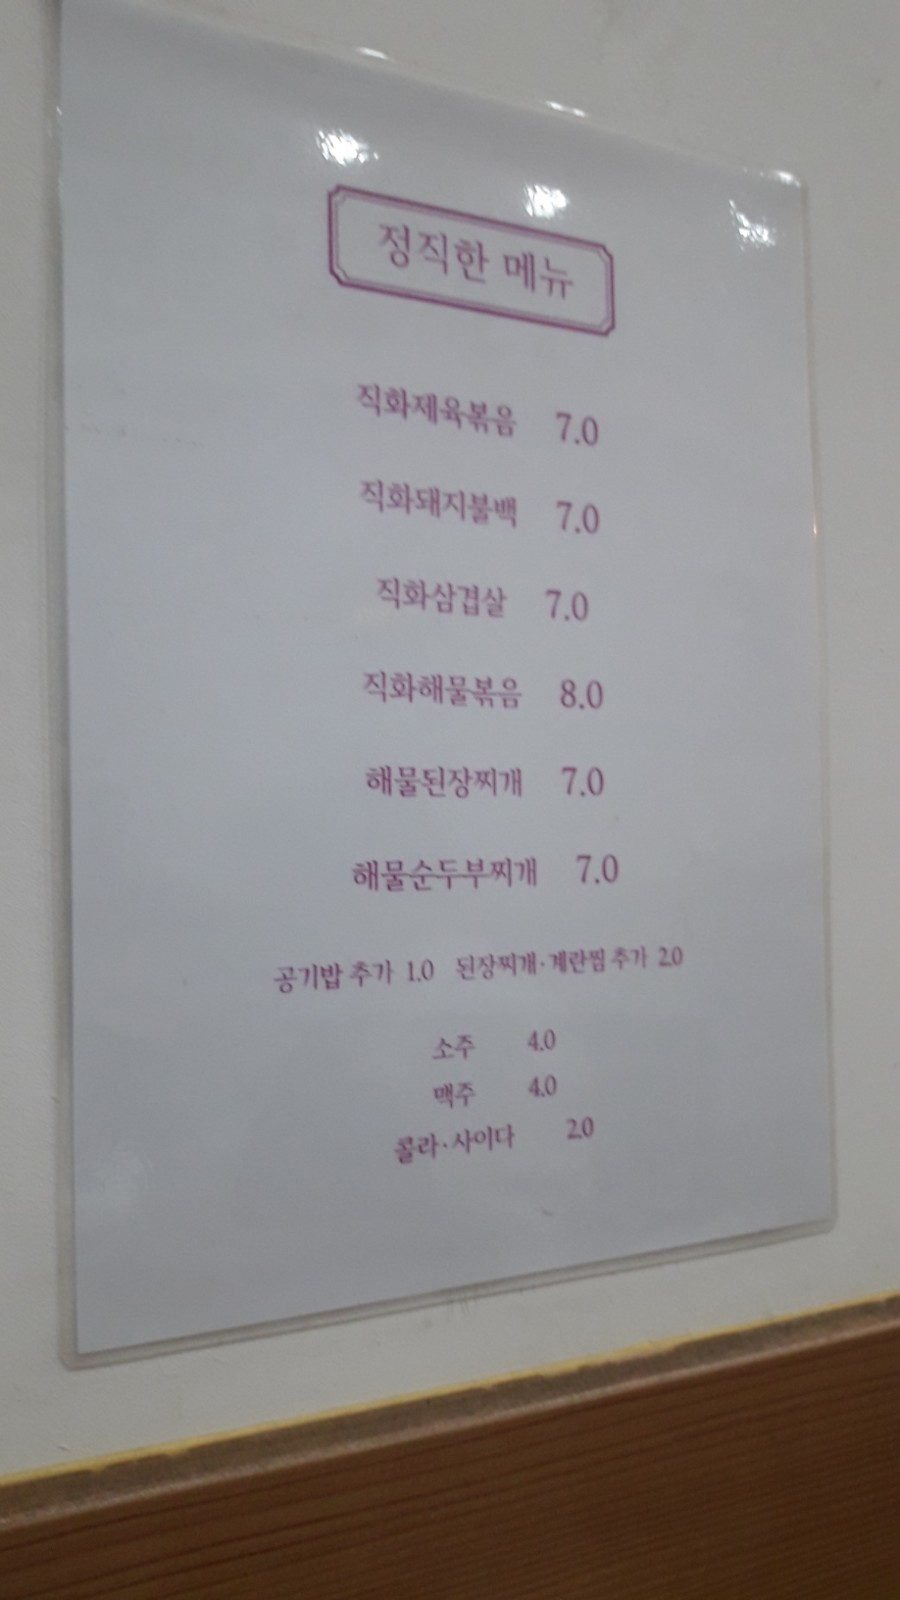 정직한 메뉴
직화제육볶음 7.0
직화돼지불백 7.0
직화삼겹살 7.0
직화해물볶음 8.0
해물된장찌개 7.0
해물순두부찌개 7.0
공기밥 추가 1.0 된장찌개·계란찜 추가 2.0
소주 4.0
맥주 4.0
콜라·사이다 2.0